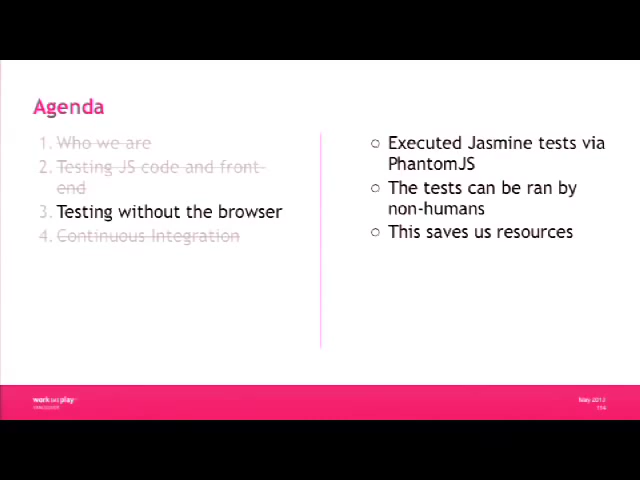 Agenda
1. Who we are
2. Testing JS code and front-
end
3. Testing without the browser
4. Continuous Integration
○ Executed Jasmine tests via
PhantomJS
○ The tests can be ran by
non-humans
○ This saves us resources
work play
VANCOUVER
May 2013